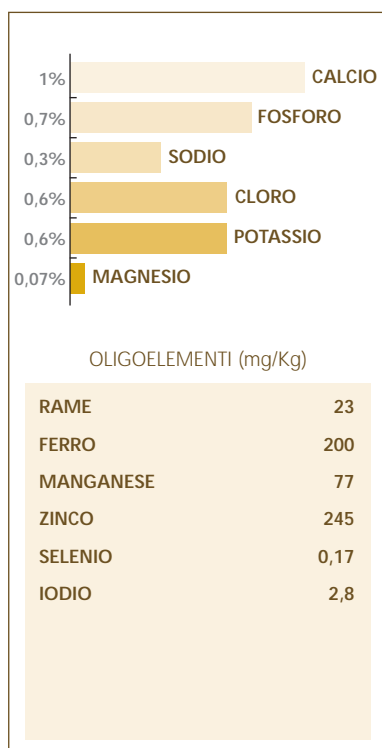 1% CALCIO
0,7% FOSFORO
0,3% SODIO
0,6% CLORO
0,6% POTASSIO
0,07% MAGNESIO
OLIGOELEMENTI (mg/Kg)
RAME 23
FERRO 200
MANGANESE 77
ZINCO 245
SELENIO 0,17
IODIO 2,8